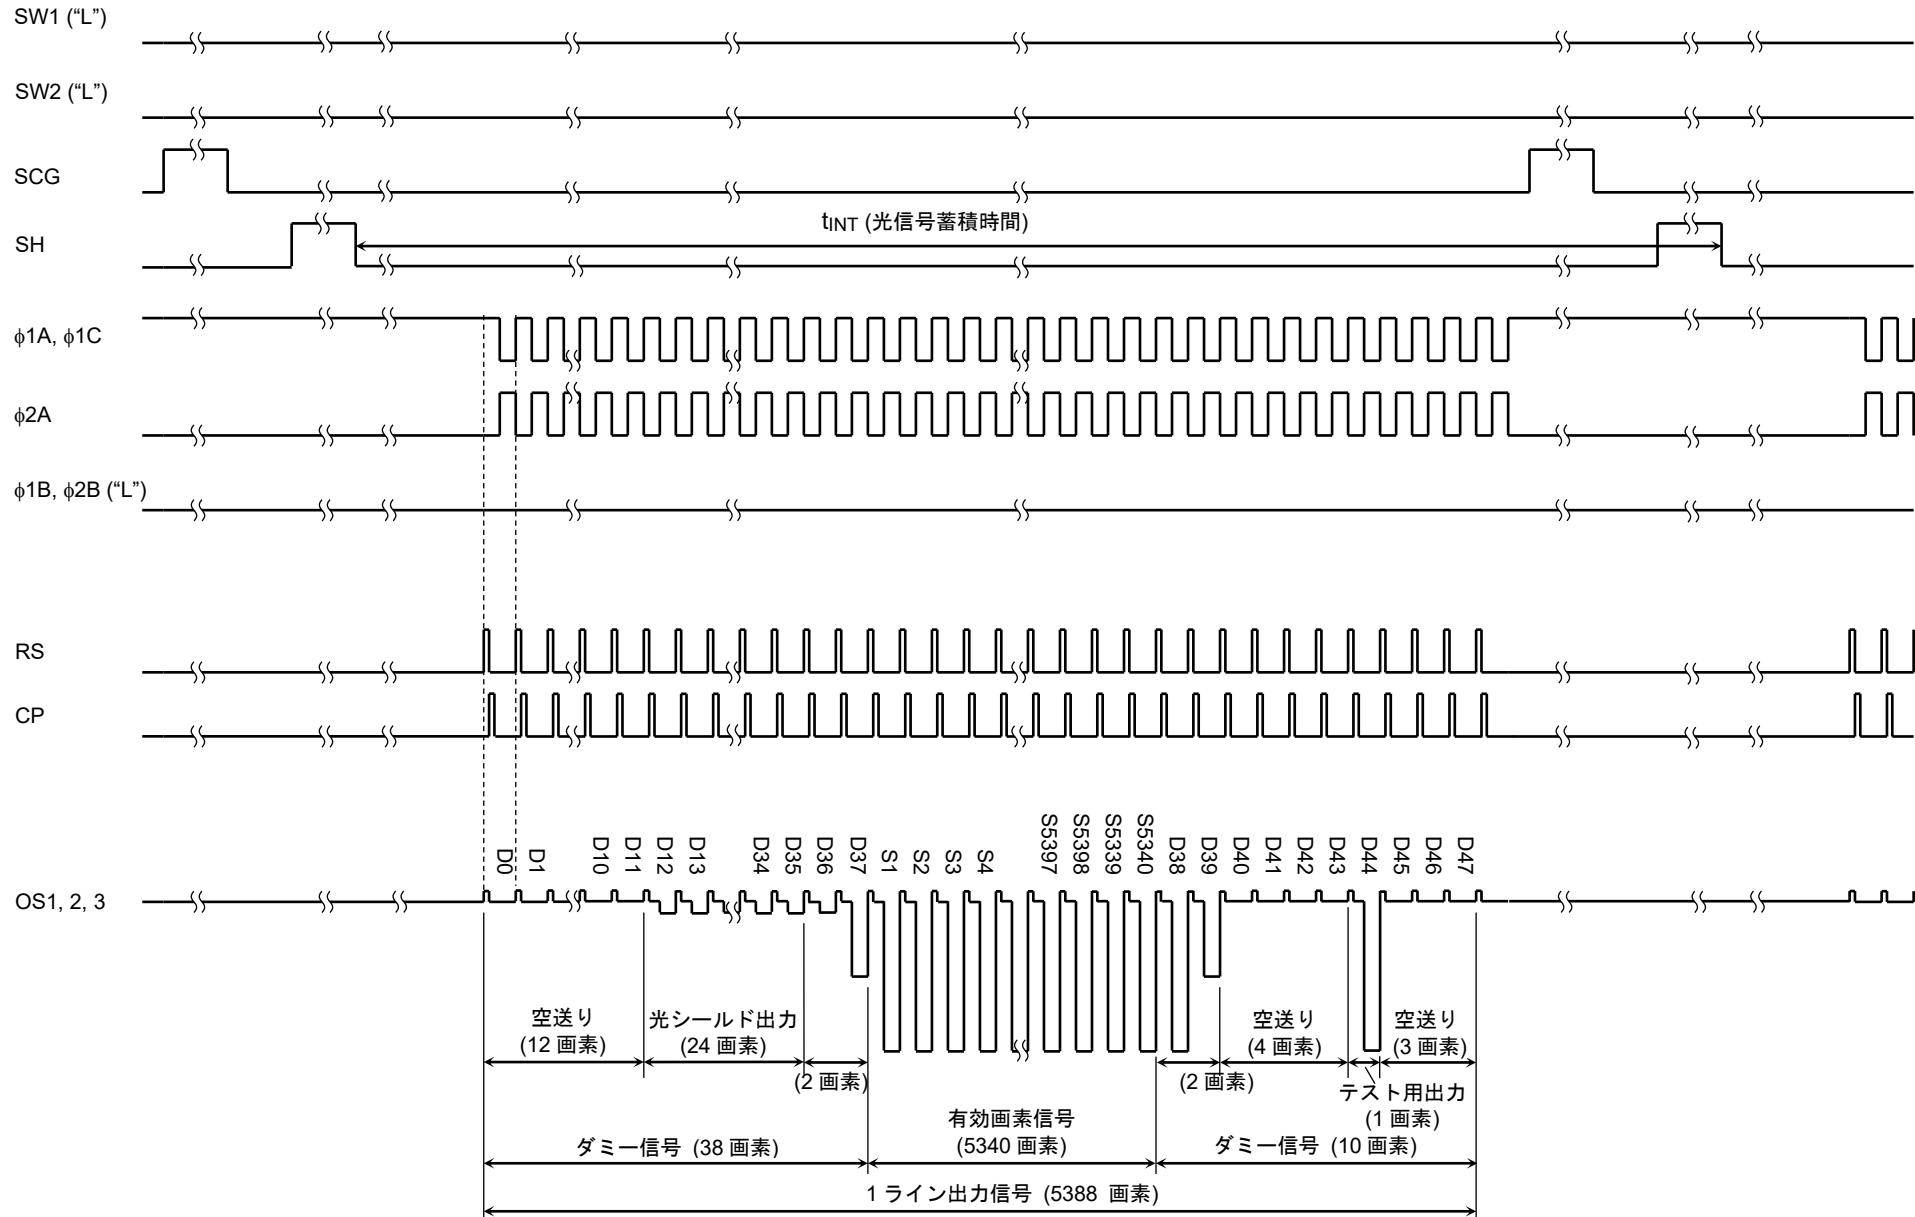 SW1 (“L”)
SW2 (“L”)
SCG
tINT (光信号蓄積時間)
SH
ϕ1A, ϕ1C
ϕ2A
ϕ1B, ϕ2B (“L”)
RS
CP
D0
D1
D10
D11
D12
D13
D34
D35
D36
D37
S1
S2
S3
S4
S5397
S5398
S5339
S5340
D38
D39
D40
D41
D42
D43
D44
D45
D46
D47
OS1, 2, 3
空送り
(12 画素)
光シールド出力
(24 画素)
(2 画素)
(2 画素)
空送り
(4 画素)
空送り
(3 画素)
テスト用出力
(1 画素)
ダミー信号 (38 画素)
有効画素信号
(5340 画素)
ダミー信号 (10 画素)
1 ライン出力信号 (5388 画素)